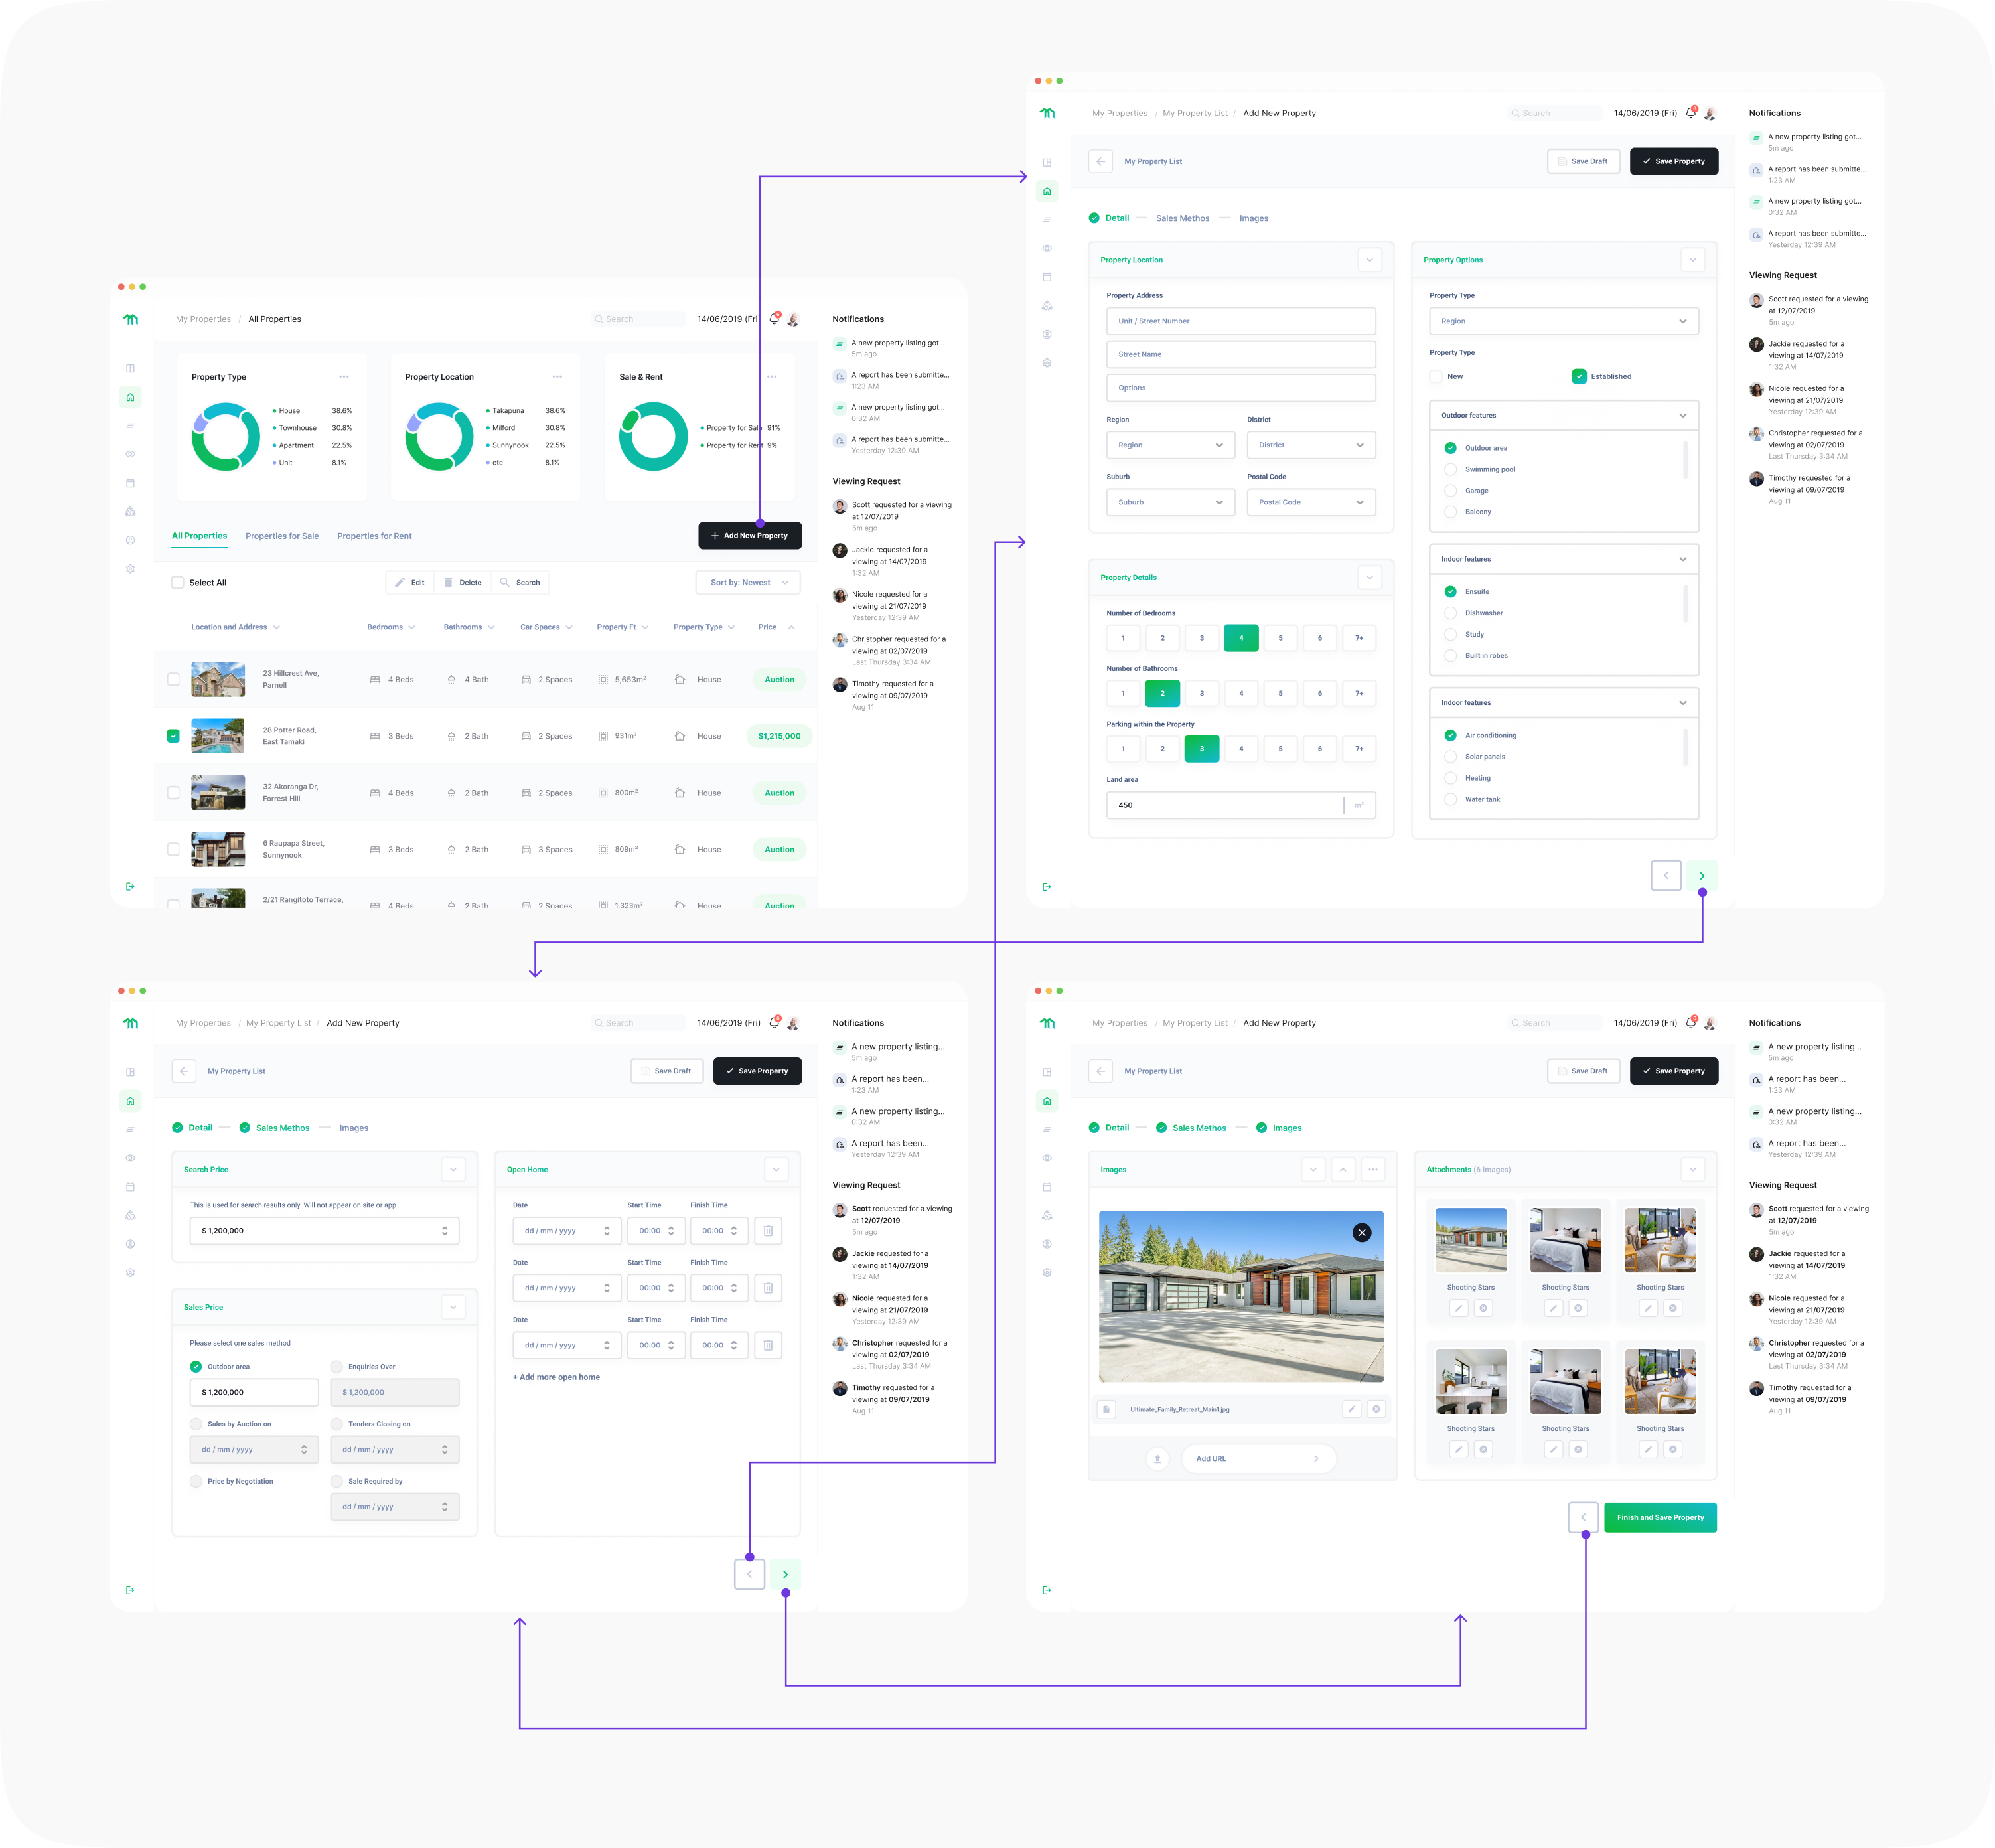 My Properties / All Properties
Search
14/06/2019 (Fri)
Property Type
House 38.6%
Townhouse 30.8%
Apartment 22.5%
Unit 8.1%
Property Location
Takapuna 38.6%
Milford 30.8%
Sunnynook 22.5%
etc 8.1%
Sale & Rent
Property for Sale 91%
Property for Rent 9%
All Properties
Properties for Sale
Properties for Rent
+ Add New Property
Select All
Edit
Delete
Search
Sort by: Newest
Location and Address
Bedrooms
Bathrooms
Car Spaces
Property Ft
Property Type
Price
23 Hillcrest Ave,
Parnell
4 Beds
4 Bath
2 Spaces
5,653m²
House
Auction
28 Potter Road,
East Tamaki
3 Beds
2 Bath
2 Spaces
931m²
House
$1,215,000
32 Akoranga Dr,
Forrest Hill
4 Beds
2 Bath
2 Spaces
800m²
House
Auction
6 Raupapa Street,
Sunnynook
3 Beds
2 Bath
3 Spaces
809m²
House
Auction
2/21 Rangitoto Terrace,
4 Beds
2 Bath
2 Spaces
1,323m²
House
Auction
Notifications
A new property listing got...
5m ago
A report has been submitte...
1:23 AM
A new property listing got...
0:32 AM
A report has been submitte...
Yesterday 12:39 AM
Viewing Request
Scott requested for a viewing
at 12/07/2019
5m ago
Jackie requested for a
viewing at 14/07/2019
1:32 AM
Nicole requested for a
viewing at 21/07/2019
Yesterday 12:39 AM
Christopher requested for a
viewing at 02/07/2019
Last Thursday 3:34 AM
Timothy requested for a
viewing at 09/07/2019
Aug 11
My Properties / My Property List / Add New Property
Search
14/06/2019 (Fri)
My Property List
Save Draft
Save Property
Detail
Sales Methos
Images
Property Location
Property Address
Unit / Street Number
Street Name
Options
Region
District
Region
District
Suburb
Postal Code
Suburb
Postal Code
Property Details
Number of Bedrooms
1 2 3 4 5 6 7+
Number of Bathrooms
1 2 3 4 5 6 7+
Parking within the Property
1 2 3 4 5 6 7+
Land area
450 m²
Property Options
Property Type
Region
Property Type
New
Established
Outdoor features
Outdoor area
Swimming pool
Garage
Balcony
Indoor features
Ensuite
Dishwasher
Study
Built in robes
Indoor features
Air conditioning
Solar panels
Heating
Water tank
Notifications
A new property listing got...
5m ago
A report has been submitte...
1:23 AM
A new property listing got...
0:32 AM
A report has been submitte...
Yesterday 12:39 AM
Viewing Request
Scott requested for a viewing
at 12/07/2019
5m ago
Jackie requested for a
viewing at 14/07/2019
1:32 AM
Nicole requested for a
viewing at 21/07/2019
Yesterday 12:39 AM
Christopher requested for a
viewing at 02/07/2019
Last Thursday 3:34 AM
Timothy requested for a
viewing at 09/07/2019
Aug 11
My Properties / My Property List / Add New Property
Search
14/06/2019 (Fri)
My Property List
Save Draft
Save Property
Detail
Sales Methos
Images
Search Price
This is used for search results only. Will not appear on site or app
$ 1,200,000
Sales Price
Please select one sales method
Outdoor area
Enquiries Over
$ 1,200,000
$ 1,200,000
Sales by Auction on
Tenders Closing on
dd / mm / yyyy
dd / mm / yyyy
Price by Negotiation
Sale Required by
dd / mm / yyyy
Open Home
Date
Start Time
Finish Time
dd / mm / yyyy
00:00
00:00
Date
Start Time
Finish Time
dd / mm / yyyy
00:00
00:00
Date
Start Time
Finish Time
dd / mm / yyyy
00:00
00:00
+ Add more open home
Notifications
A new property listing...
5m ago
A report has been...
1:23 AM
A new property listing...
0:32 AM
A report has been...
Yesterday 12:39 AM
Viewing Request
Scott requested for a viewing
at 12/07/2019
5m ago
Jackie requested for a
viewing at 14/07/2019
1:32 AM
Nicole requested for a
viewing at 21/07/2019
Yesterday 12:39 AM
Christopher requested for a
viewing at 02/07/2019
Last Thursday 3:34 AM
Timothy requested for a
viewing at 09/07/2019
Aug 11
My Properties / My Property List / Add New Property
Search
14/06/2019 (Fri)
My Property List
Save Draft
Save Property
Detail
Sales Methos
Images
Images
Ultimate_Family_Retreat_Main1.jpg
Add URL
Attachments (6 Images)
Shooting Stars
Shooting Stars
Shooting Stars
Shooting Stars
Shooting Stars
Shooting Stars
Finish and Save Property
Notifications
A new property listing...
5m ago
A report has been...
1:23 AM
A new property listing...
0:32 AM
A report has been...
Yesterday 12:39 AM
Viewing Request
Scott requested for a viewing
at 12/07/2019
5m ago
Jackie requested for a
viewing at 14/07/2019
1:32 AM
Nicole requested for a
viewing at 21/07/2019
Yesterday 12:39 AM
Christopher requested for a
viewing at 02/07/2019
Last Thursday 3:34 AM
Timothy requested for a
viewing at 09/07/2019
Aug 11